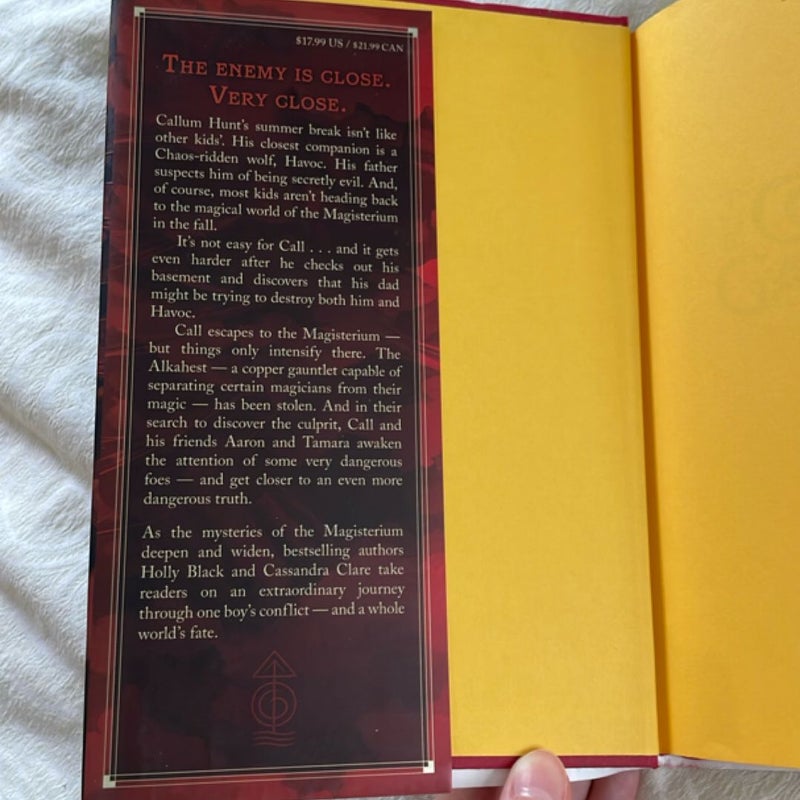 $17.99 US / $21.99 CAN
THE ENEMY IS CLOSE.
VERY CLOSE.
Callum Hunt's summer break isn't like
other kids'. His closest companion is a
Chaos-ridden wolf, Havoc. His father
suspects him of being secretly evil. And,
of course, most kids aren't heading back
to the magical world of the Magisterium
in the fall.
It's not easy for Call . . . and it gets
even harder after he checks out his
basement and discovers that his dad
might be trying to destroy both him and
Havoc.
Call escapes to the Magisterium —
but things only intensify there. The
Alkahest — a copper gauntlet capable of
separating certain magicians from their
magic — has been stolen. And in their
search to discover the culprit, Call and
his friends Aaron and Tamara awaken
the attention of some very dangerous
foes — and get closer to an even more
dangerous truth.
As the mysteries of the Magisterium
deepen and widen, bestselling authors
Holly Black and Cassandra Clare take
readers on an extraordinary journey
through one boy's conflict — and a whole
world's fate.